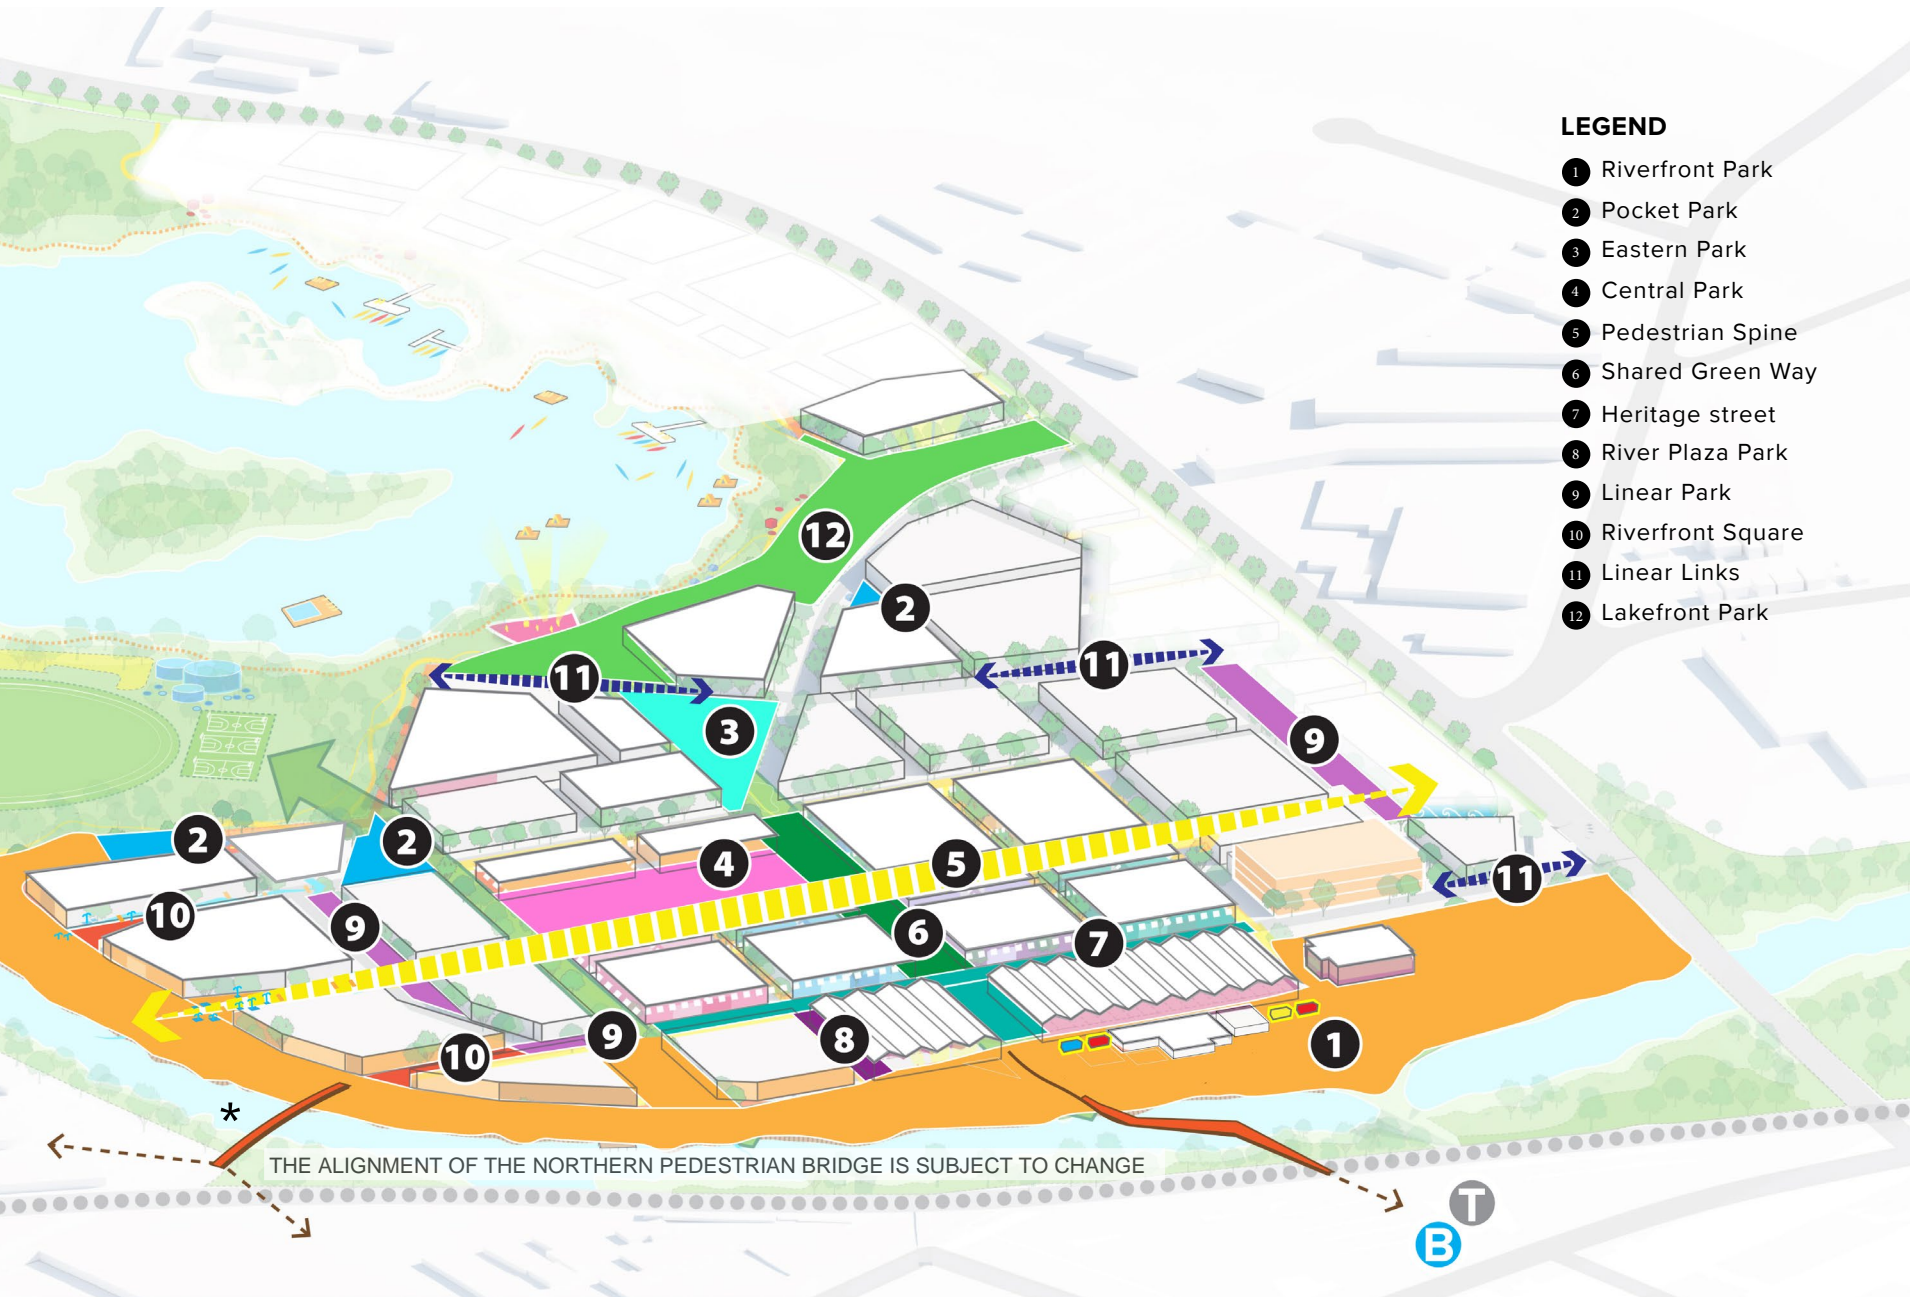 LEGEND
1 Riverfront Park
2 Pocket Park
3 Eastern Park
4 Central Park
5 Pedestrian Spine
6 Shared Green Way
7 Heritage street
8 River Plaza Park
9 Linear Park
10 Riverfront Square
11 Linear Links
12 Lakefront Park
12
2
11
11
3
9
2
2
4
5
11
10
9
6
7
9
8
10
1
*
THE ALIGNMENT OF THE NORTHERN PEDESTRIAN BRIDGE IS SUBJECT TO CHANGE
T
B